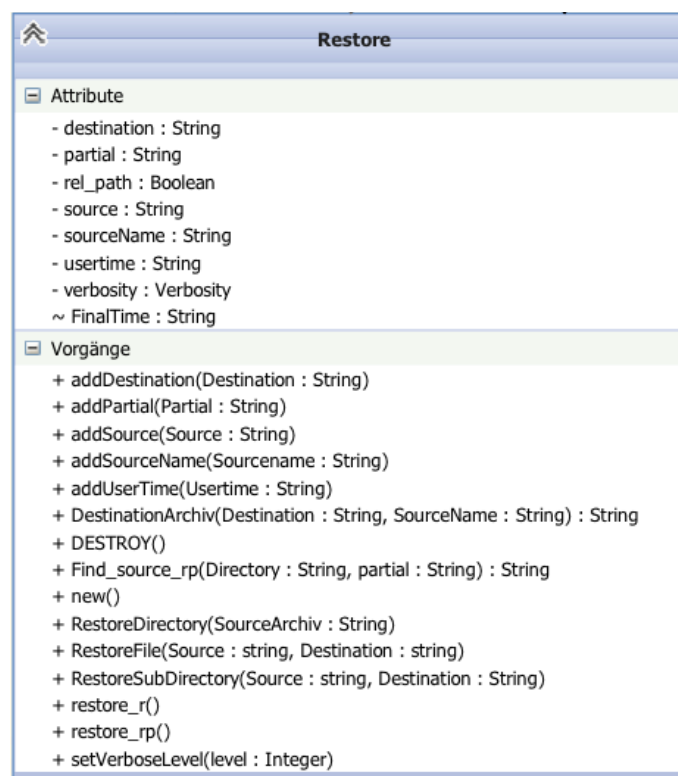 Restore
Attribute
- destination : String
- partial : String
- rel_path : Boolean
- source : String
- sourceName : String
- usertime : String
- verbosity : Verbosity
~ FinalTime : String
Vorgänge
+ addDestination(Destination : String)
+ addPartial(Partial : String)
+ addSource(Source : String)
+ addSourceName(Sourcename : String)
+ addUserTime(Usertime : String)
+ DestinationArchiv(Destination : String, SourceName : String) : String
+ DESTROY()
+ Find_source_rp(Directory : String, partial : String) : String
+ new()
+ RestoreDirectory(SourceArchiv : String)
+ RestoreFile(Source : string, Destination : string)
+ RestoreSubDirectory(Source : string, Destination : String)
+ restore_r()
+ restore_rp()
+ setVerboseLevel(level : Integer)